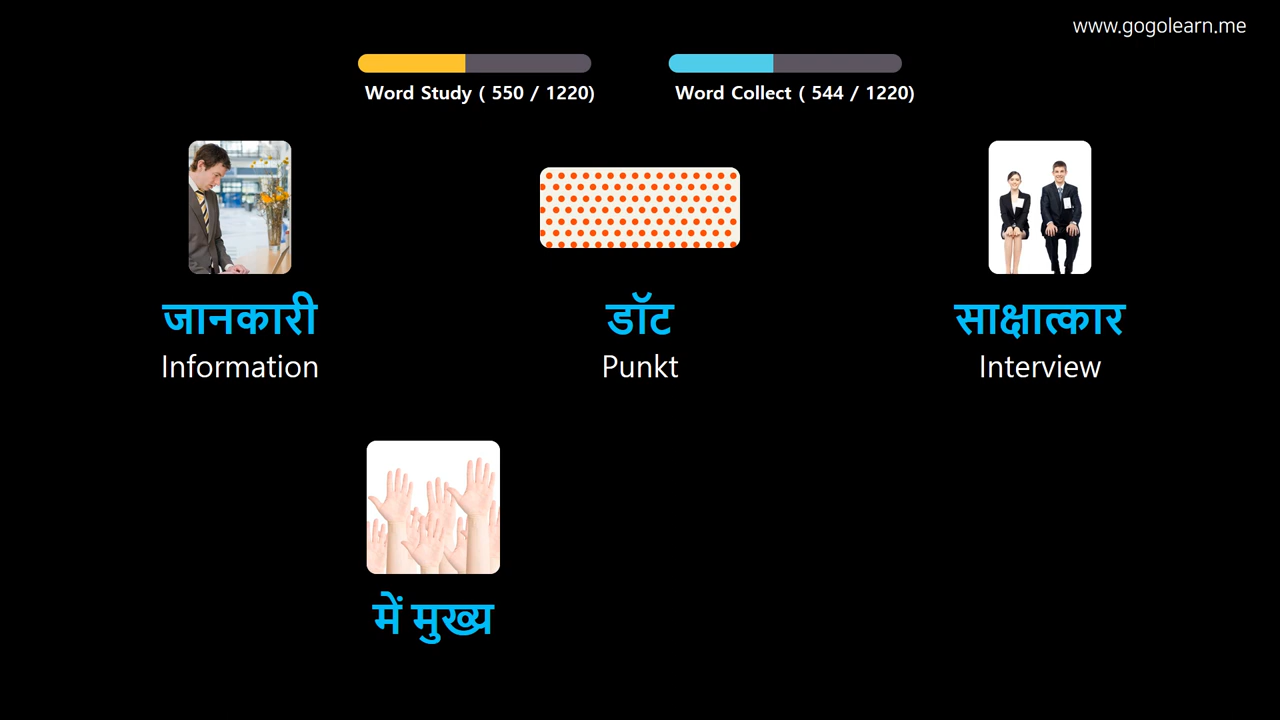 www.gogolearn.me
Word Study ( 550 / 1220)
Word Collect ( 544 / 1220)
जानकारी
Information
डॉट
Punkt
साक्षात्कार
Interview
में मुख्य